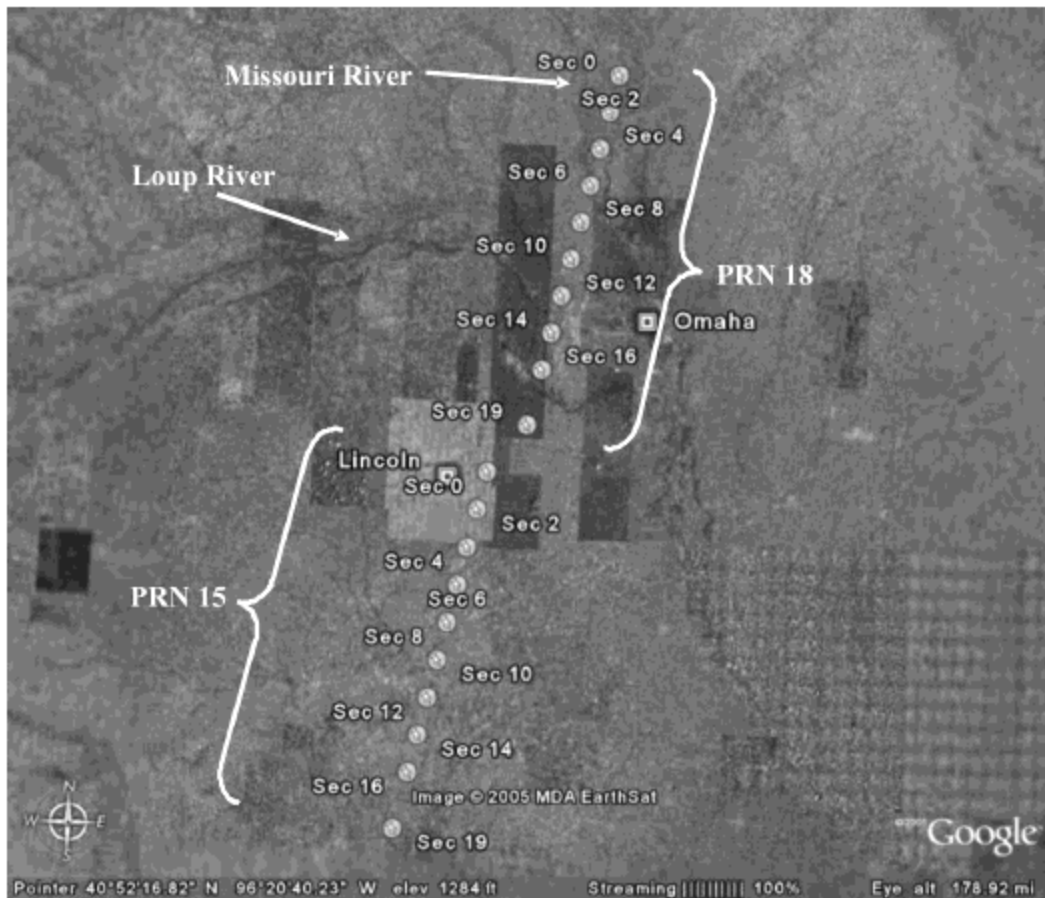 Sec 0
Missouri River
Sec 2
Sec 4
Loup River
Sec 6
Sec 8
Sec 10
PRN 18
Sec 12
Sec 14
Omaha
Sec 16
Sec 19
Lincoln
Sec 0
Sec 2
Sec 4
PRN 15
Sec 6
Sec 8
Sec 10
Sec 12
Sec 14
Sec 16
Image © 2005 MDA EarthSat
N
W E
S
Sec 19
©2005 Google
Pointer 40°52'16.82" N 96°20'40.23" W elev 1284 ft Streaming |||||||||| 100% Eye alt 178.92 mi